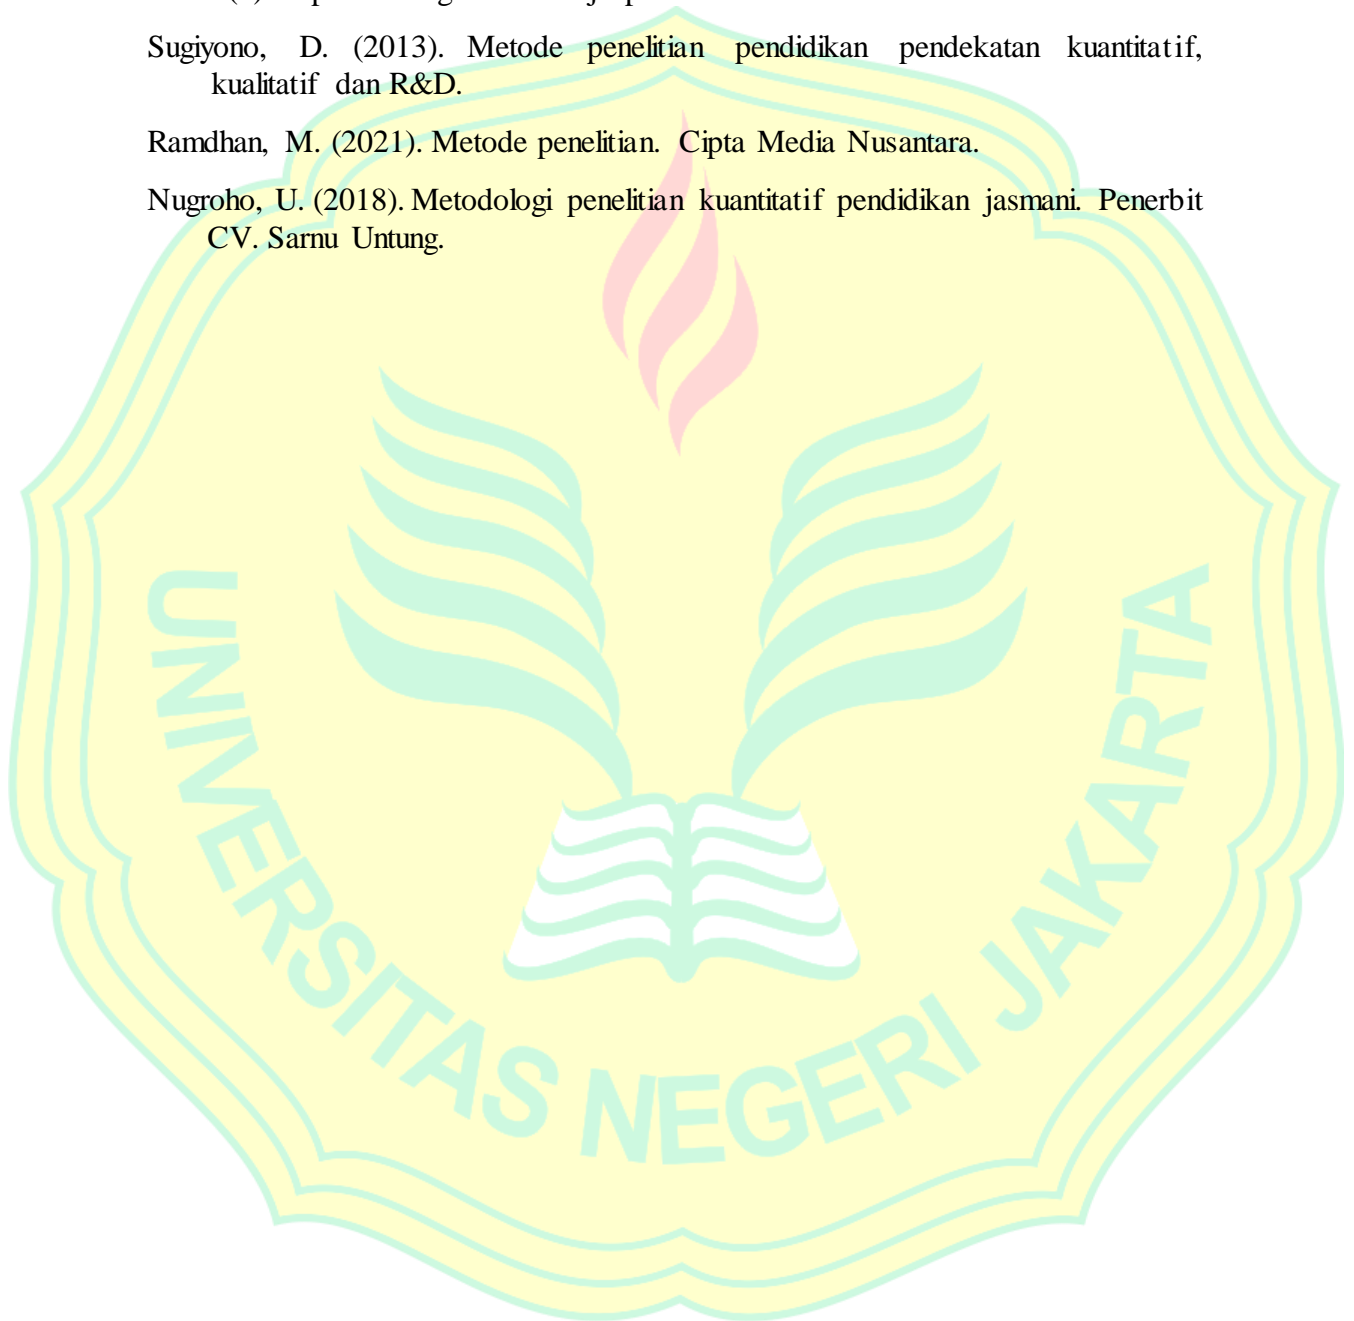 Sugiyono, D. (2013). Metode penelitian pendidikan pendekatan kuantitatif,
kualitatif dan R&D.
Ramdhan, M. (2021). Metode penelitian. Cipta Media Nusantara.
Nugroho, U. (2018). Metodologi penelitian kuantitatif pendidikan jasmani. Penerbit
CV. Sarnu Untung.
UNIVERSITAS NEGERI JAKARTA